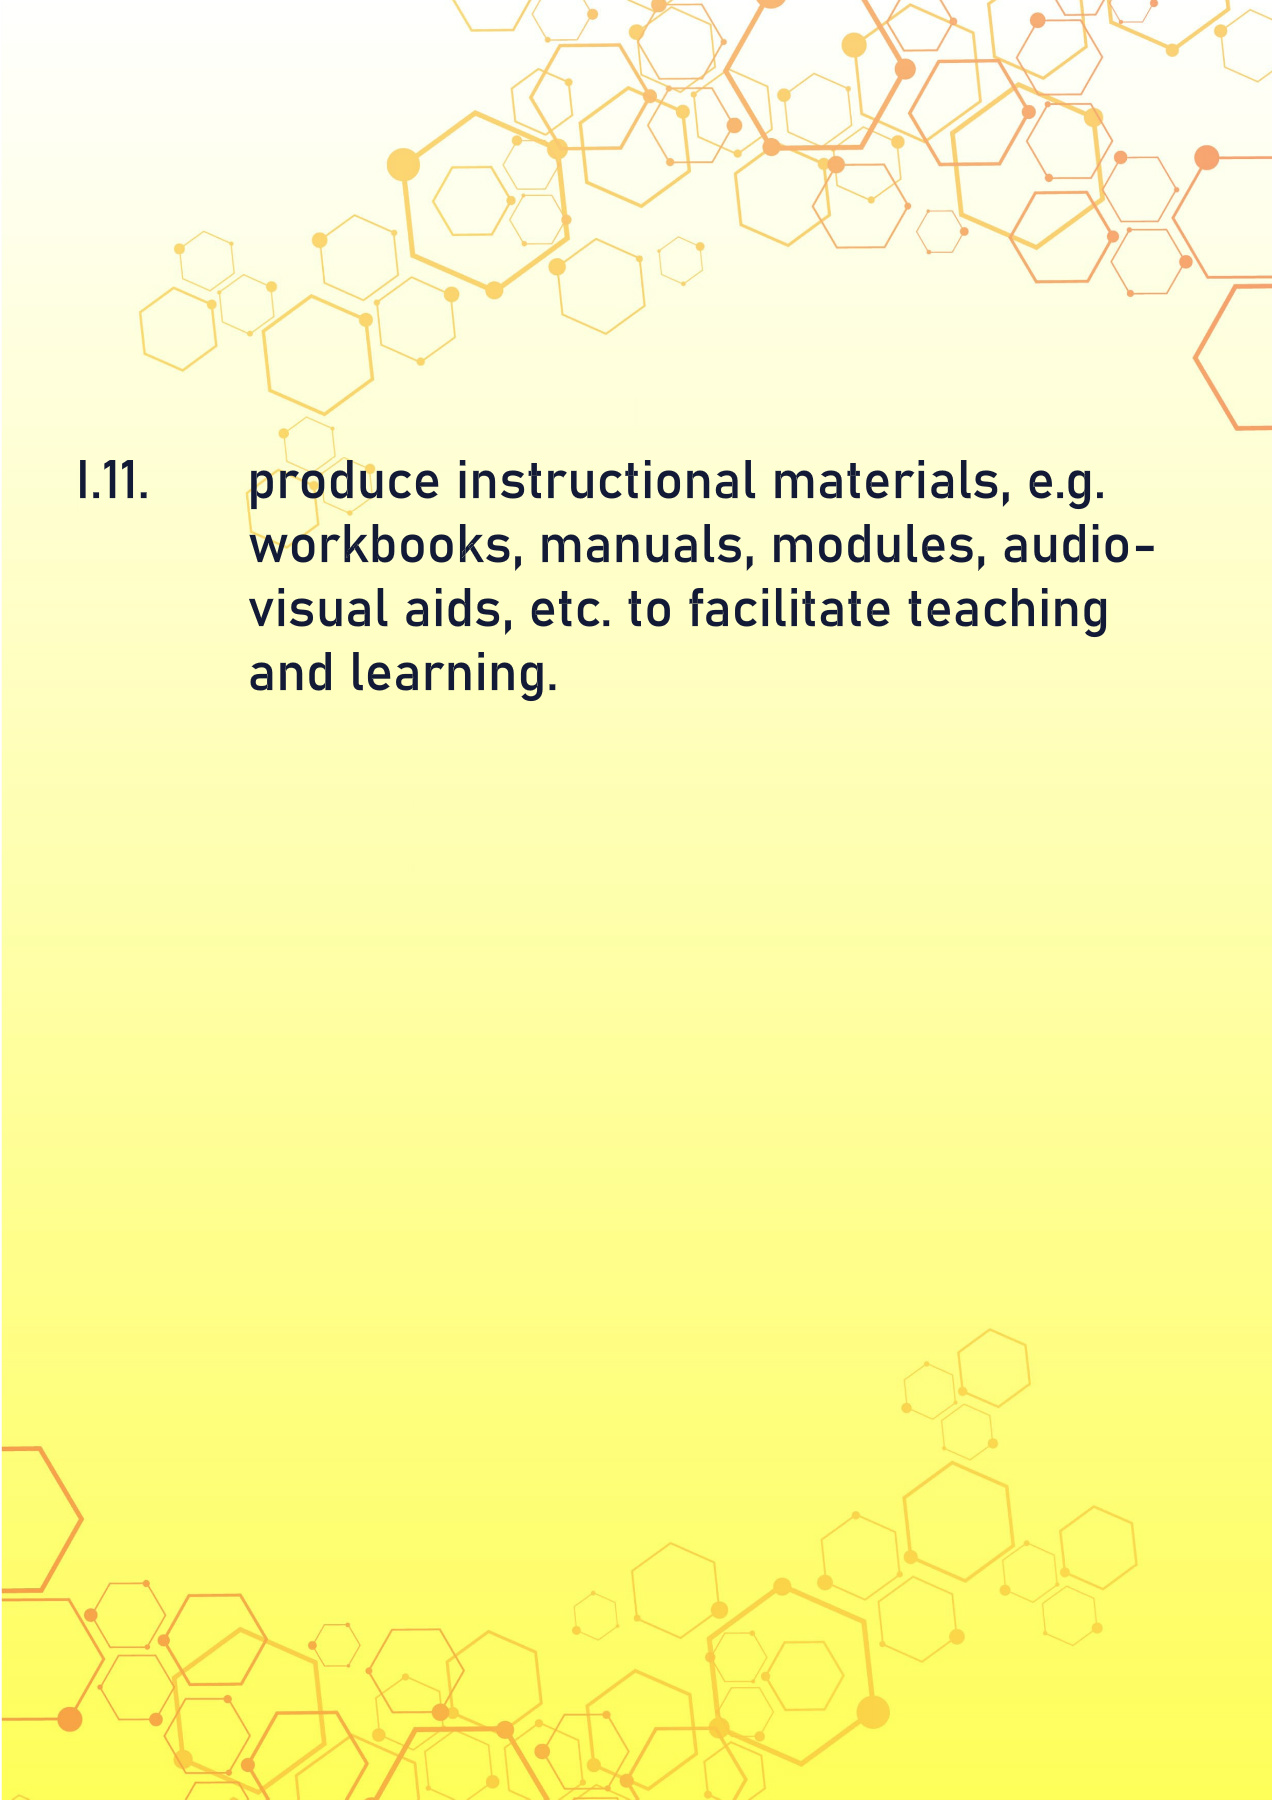 I.11. produce instructional materials, e.g.
workbooks, manuals, modules, audio-
visual aids, etc. to facilitate teaching
and learning.